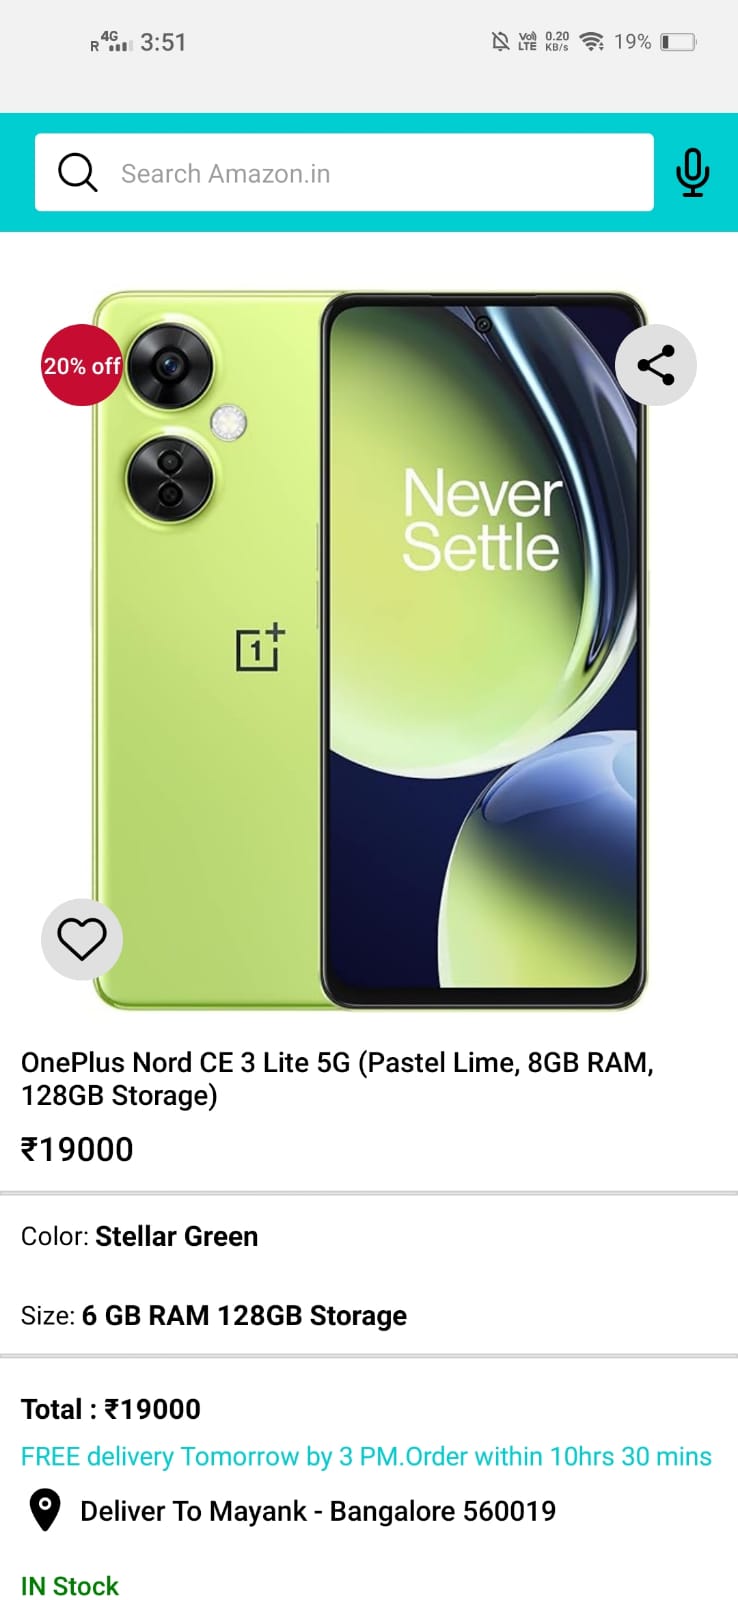 R 4G 3:51 Vo) LTE 0.20 KB/s 19%
Search Amazon.in
20% off
Never
Settle
1+
OnePlus Nord CE 3 Lite 5G (Pastel Lime, 8GB RAM,
128GB Storage)
₹19000
Color: Stellar Green
Size: 6 GB RAM 128GB Storage
Total : ₹19000
FREE delivery Tomorrow by 3 PM.Order within 10hrs 30 mins
Deliver To Mayank - Bangalore 560019
IN Stock